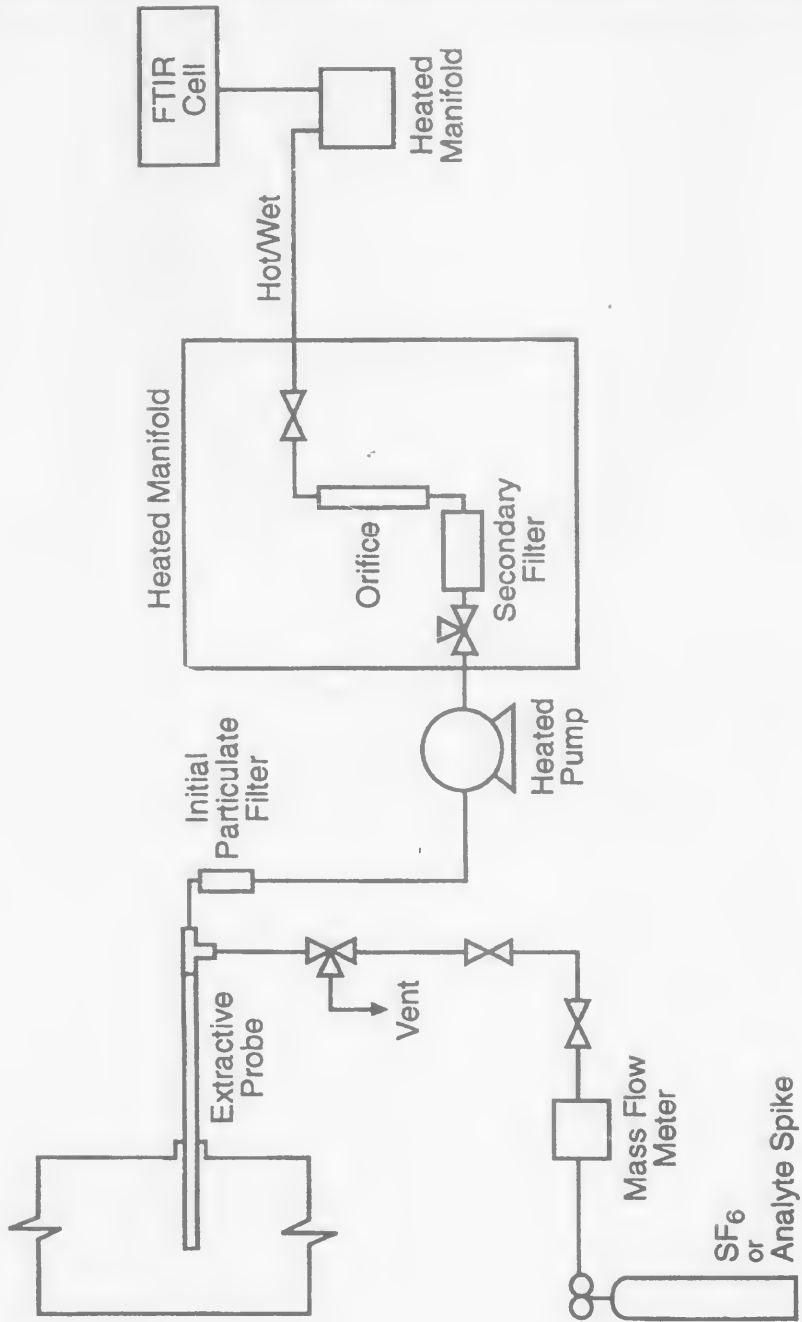 Extractive
Probe
Initial
Particulate
Filter
Vent
SF6
or
Analyte Spike
Mass Flow
Meter
Heated
Pump
Heated Manifold
Orifice
Secondary
Filter
Hot/Wet
Heated
Manifold
FTIR
Cell